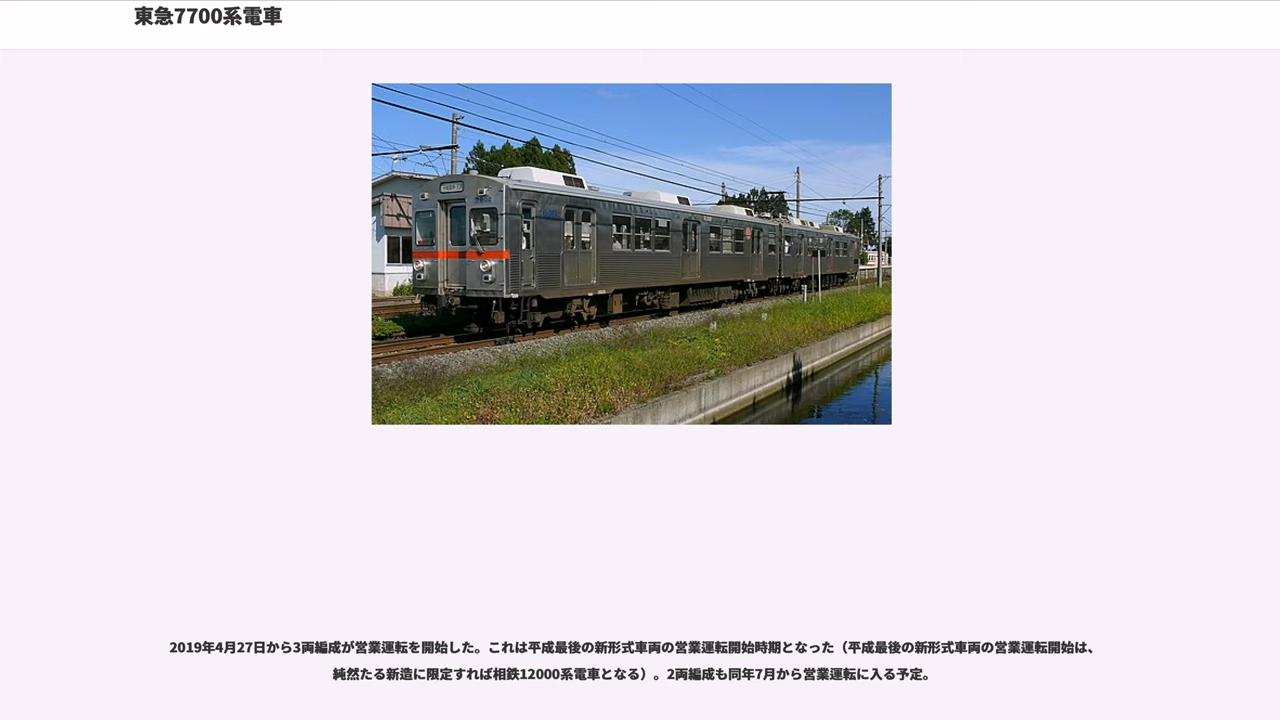 東急7700系電車
2019年4月27日から3両編成が営業運転を開始した。これは平成最後の新形式車両の営業運転開始時期となった（平成最後の新形式車両の営業運転開始は、
純然たる新造に限定すれば相鉄12000系電車となる）。2両編成も同年7月から営業運転に入る予定。